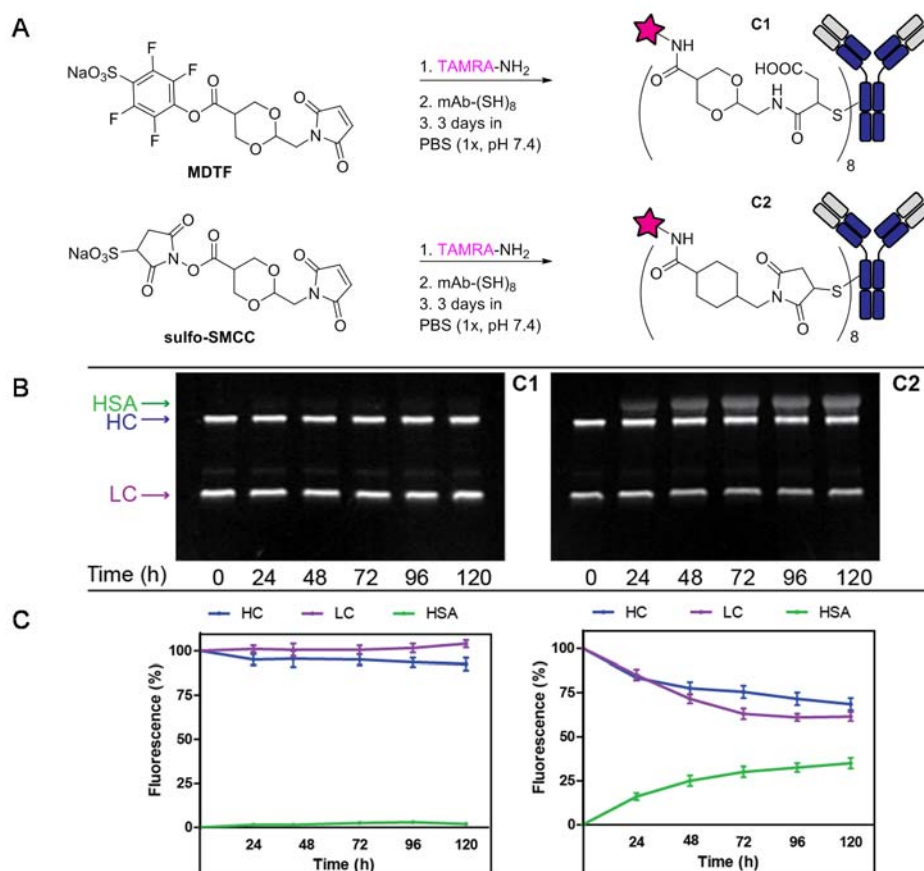 A
C1
NH
O
HOOC
O
O
N
H
O
S
8
F
F
F
F
NaO₃S
O
O
O
O
N
O
O
MDTF
1. TAMRA-NH₂
2. mAb-(SH)₈
3. 3 days in
PBS (1x, pH 7.4)
C2
NH
O
O
N
O
S
8
NaO₃S
O
O
N
O
O
O
O
N
O
O
sulfo-SMCC
1. TAMRA-NH₂
2. mAb-(SH)₈
3. 3 days in
PBS (1x, pH 7.4)
B
C1
C2
HSA
HC
LC
Time (h) 0 24 48 72 96 120 0 24 48 72 96 120
C
HC LC HSA
Fluorescence (%)
100
75
50
25
0
24 48 72 96 120
Time (h)
HC LC HSA
Fluorescence (%)
100
75
50
25
0
24 48 72 96 120
Time (h)